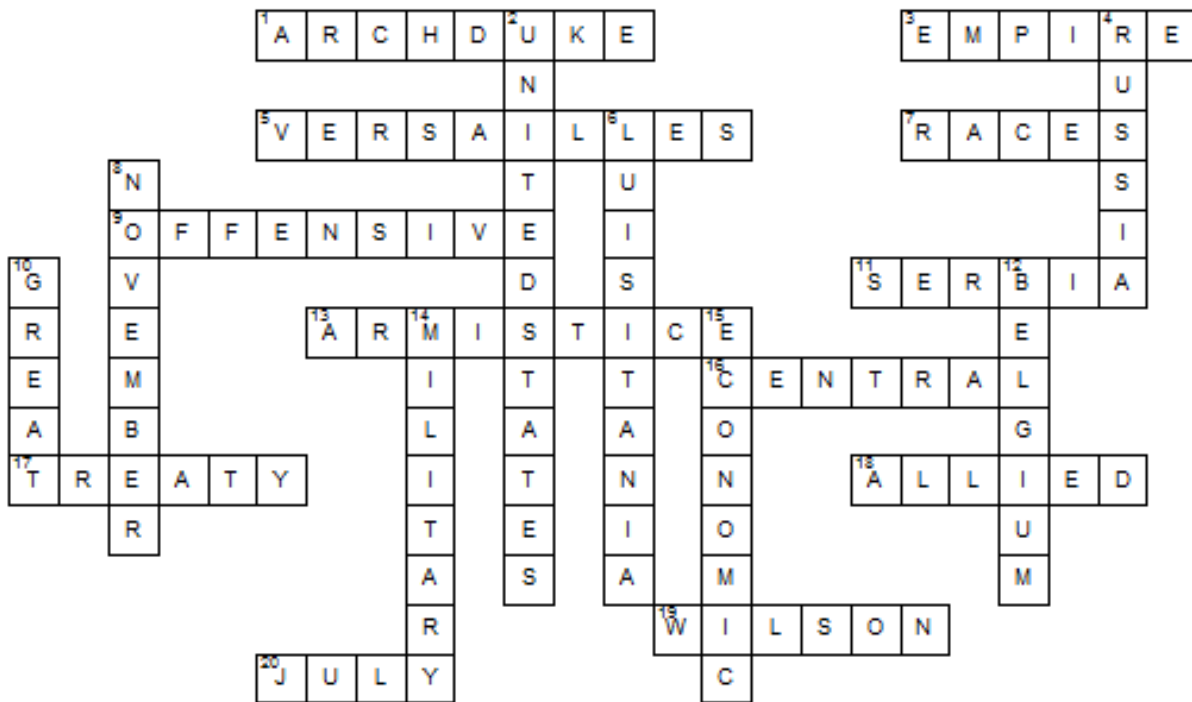 1 A R C H D 2 U K E 3 E M P I 4 R E
N U
5 V E R S A I L 6 L E S 7 R A C E S
8 N T U S
9 O F F E N S I V E I I
10 G V D S 11 S E R 12 B I A
R E 13 A R 14 M I S T I C 15 E E
E M I T T 16 C E N T R A L
A B L A A O G
17 T R E A T Y I T N N 18 A L L I E D
R T E I O U
A S A M M
R 19 W I L S O N
20 J U L Y C